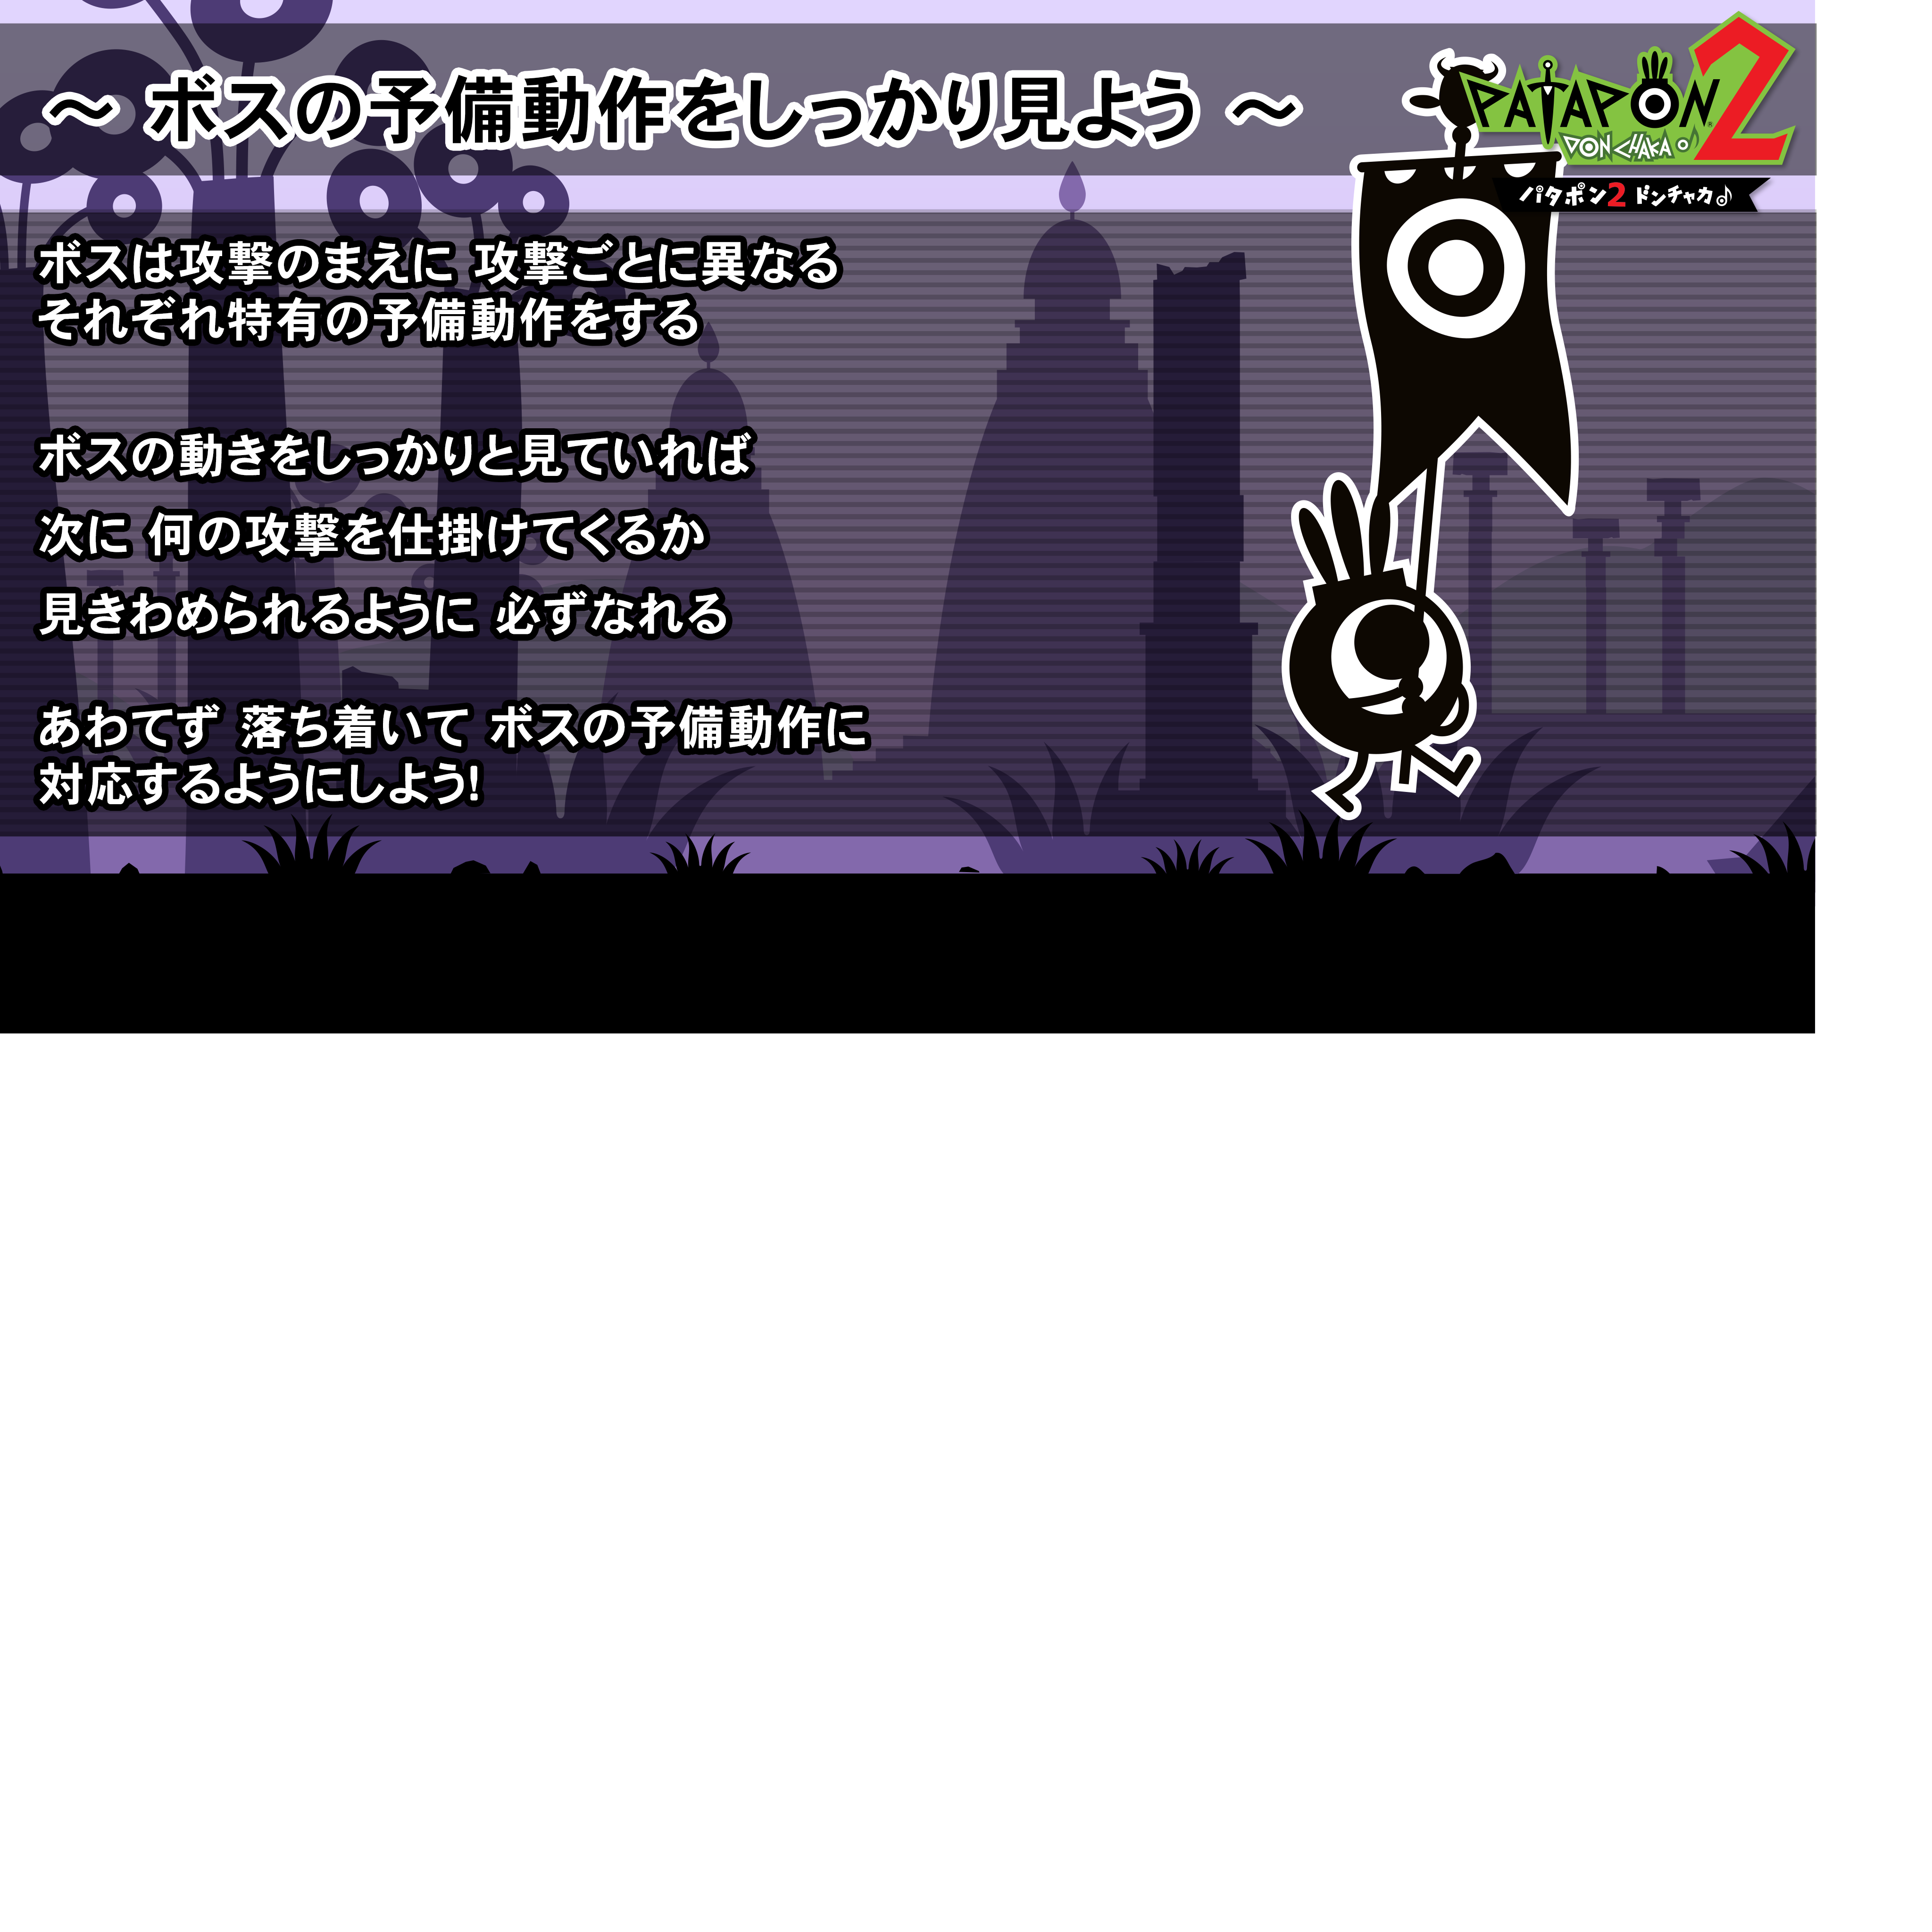 ～ ボスの予備動作をしっかり見よう ～
PATAPON2
DON CHAKA♪
パタポン2 ドンチャカ♪
ボスは攻撃のまえに 攻撃ごとに異なる
それぞれ特有の予備動作をする
ボスの動きをしっかりと見ていれば
次に 何の攻撃を仕掛けてくるか
見きわめられるように 必ずなれる
あわてず 落ち着いて ボスの予備動作に
対応するようにしよう!